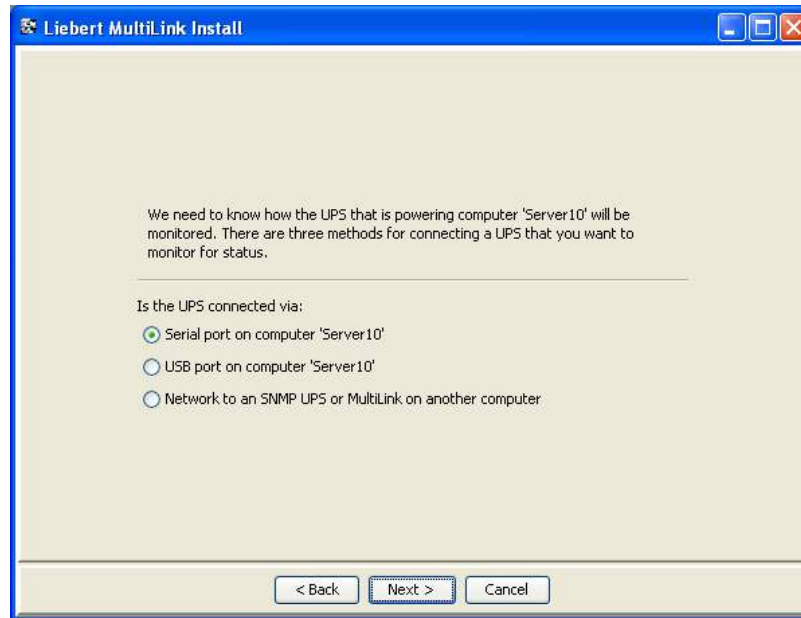 Liebert MultiLink Install
We need to know how the UPS that is powering computer 'Server10' will be
monitored. There are three methods for connecting a UPS that you want to
monitor for status.
Is the UPS connected via:
Serial port on computer 'Server10'
USB port on computer 'Server10'
Network to an SNMP UPS or MultiLink on another computer
< Back Next > Cancel